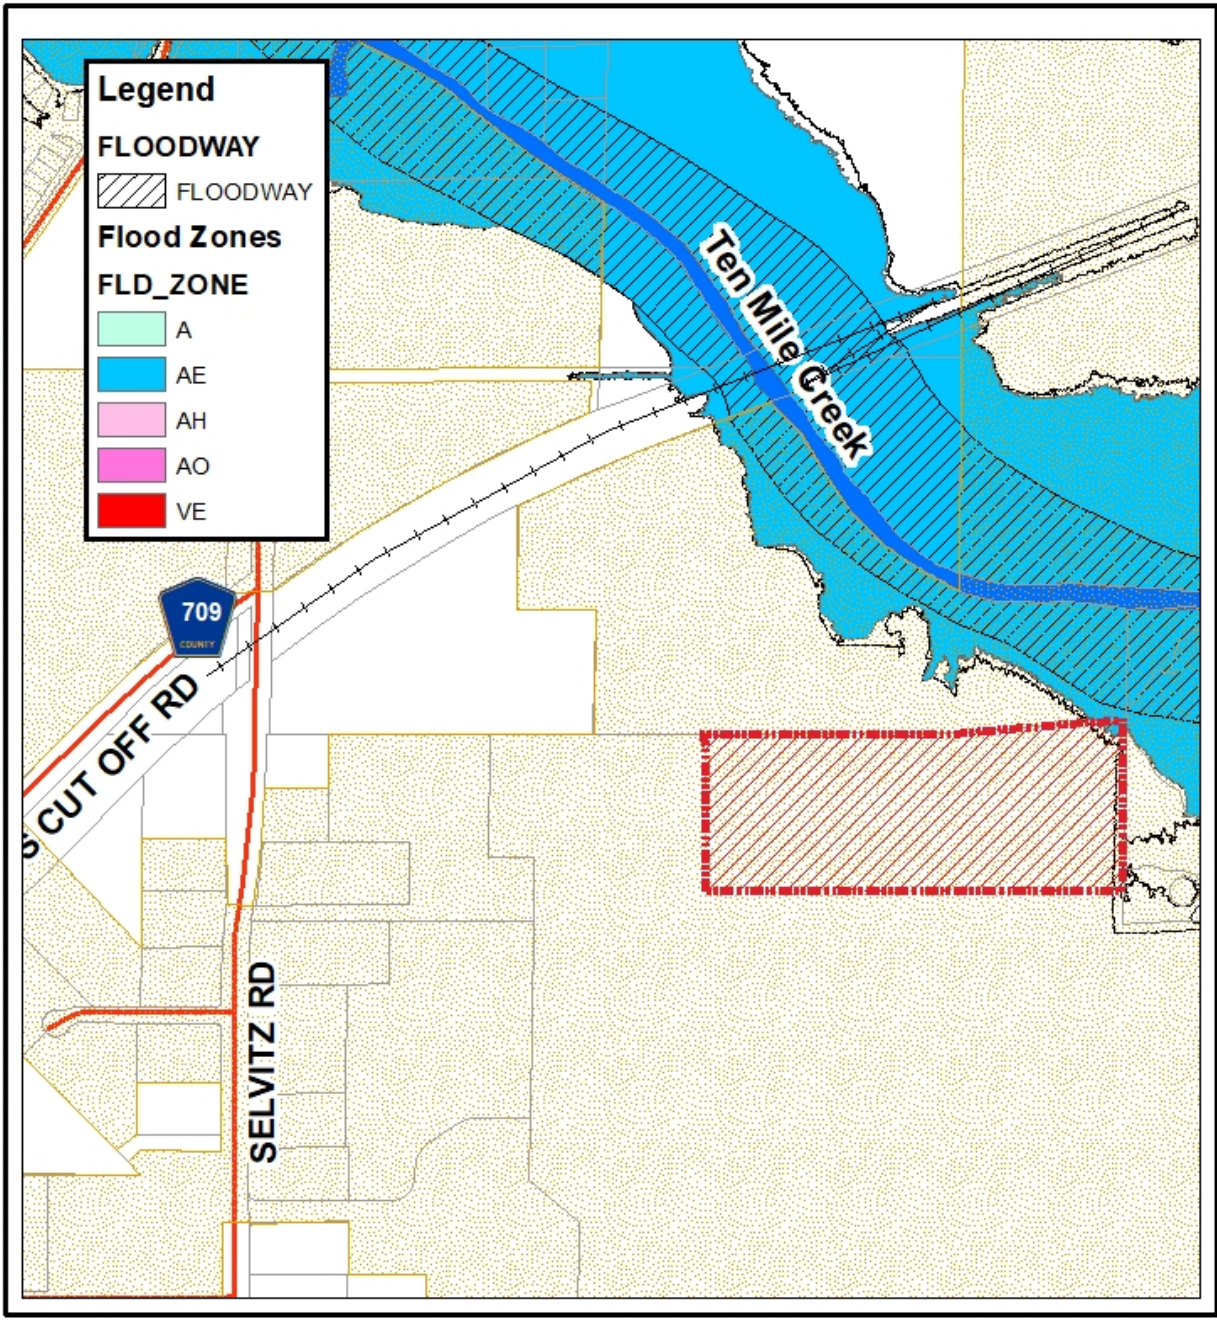 Legend
FLOODWAY
FLOODWAY
Flood Zones
FLD_ZONE
A
AE
AH
AO
VE
Ten Mile Creek
709
COUNTY
S CUT OFF RD
SELVITZ RD